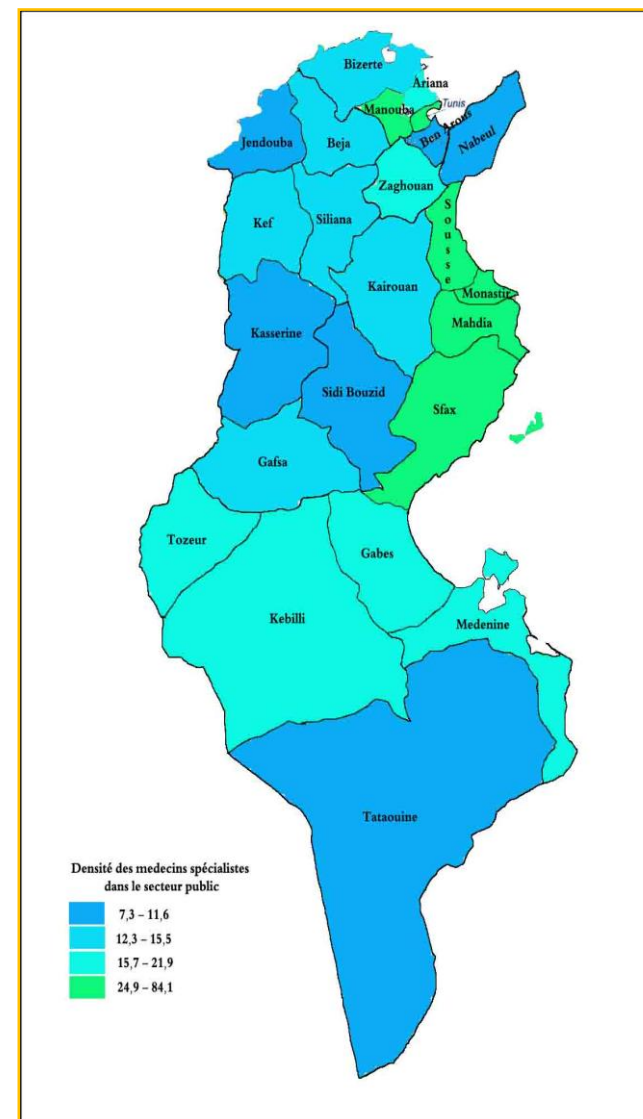 Bizerte
Ariana
Manouba
Tunis
Ben Arous
Nabeul
Jendouba
Beja
Zaghouan
Kef
Siliana
Sousse
Kairouan
Monastir
Mahdia
Kasserine
Sidi Bouzid
Sfax
Gafsa
Tozeur
Gabes
Kebilli
Medenine
Tataouine
Densité des medecins spécialistes
dans le secteur public
7,3 – 11,6
12,3 – 15,5
15,7 – 21,9
24,9 – 84,1